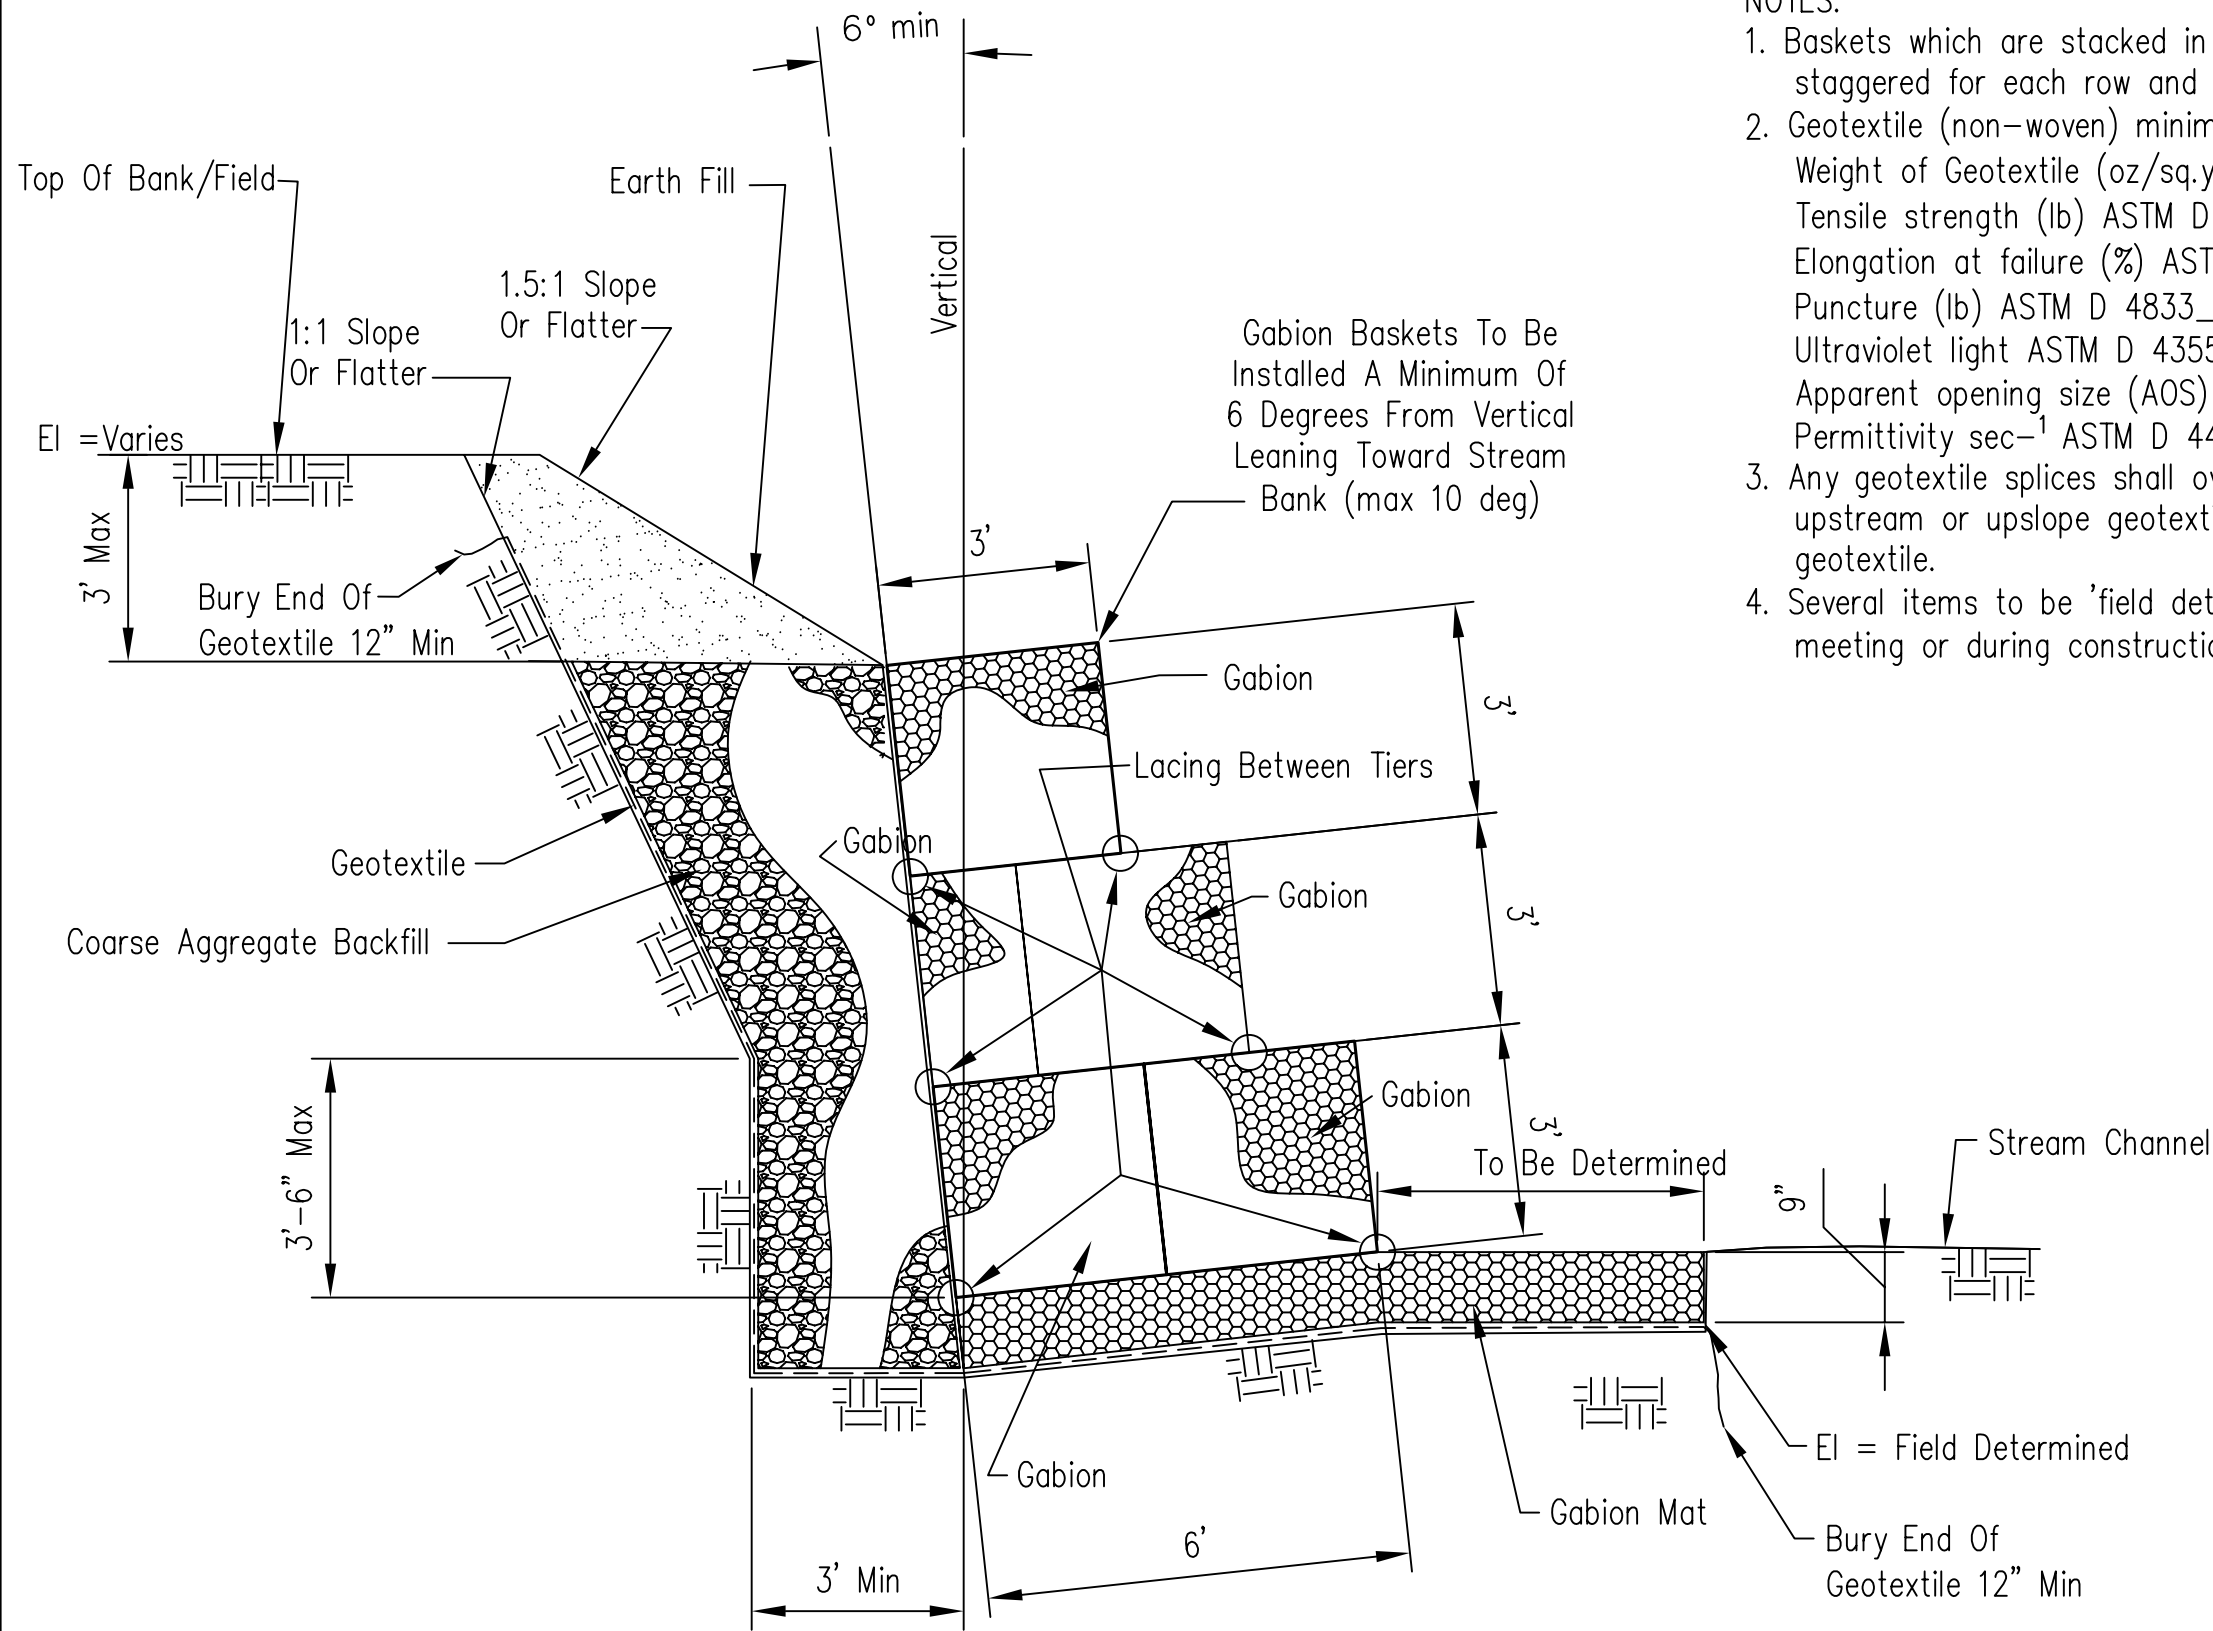 6° min
NOTES:
1. Baskets which are stacked in
staggered for each row and
2. Geotextile (non-woven) minim
Weight of Geotextile (oz/sq.y
Tensile strength (lb) ASTM D
Elongation at failure (%) AST
Puncture (lb) ASTM D 4833_
Ultraviolet light ASTM D 4355
Apparent opening size (AOS)
Permittivity sec-¹ ASTM D 44
3. Any geotextile splices shall ov
upstream or upslope geotexti
geotextile.
4. Several items to be 'field det
meeting or during constructio
Top Of Bank/Field
Earth Fill
Vertical
1.5:1 Slope
Or Flatter
1:1 Slope
Or Flatter
El =Varies
3' Max
Bury End Of
Geotextile 12" Min
Gabion Baskets To Be
Installed A Minimum Of
6 Degrees From Vertical
Leaning Toward Stream
Bank (max 10 deg)
3'
Gabion
3'
Lacing Between Tiers
Gabion
Geotextile
Gabion
3'
Coarse Aggregate Backfill
Gabion
3'
3'-6" Max
To Be Determined
Stream Channel
6"
El = Field Determined
Gabion
Gabion Mat
Bury End Of
Geotextile 12" Min
6'
3' Min